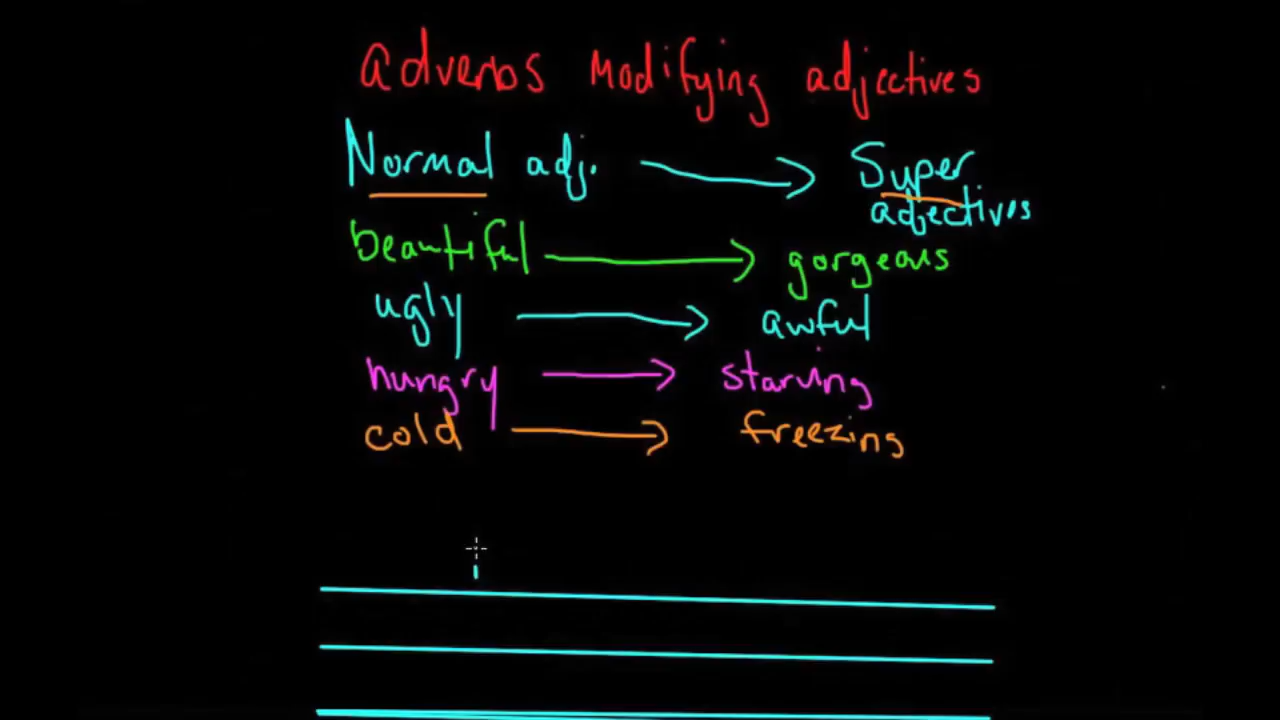 adverbs modifying adjectives
Normal adj. → Super
adjectives
beautiful → gorgeous
ugly → awful
hungry → starving
cold → freezing